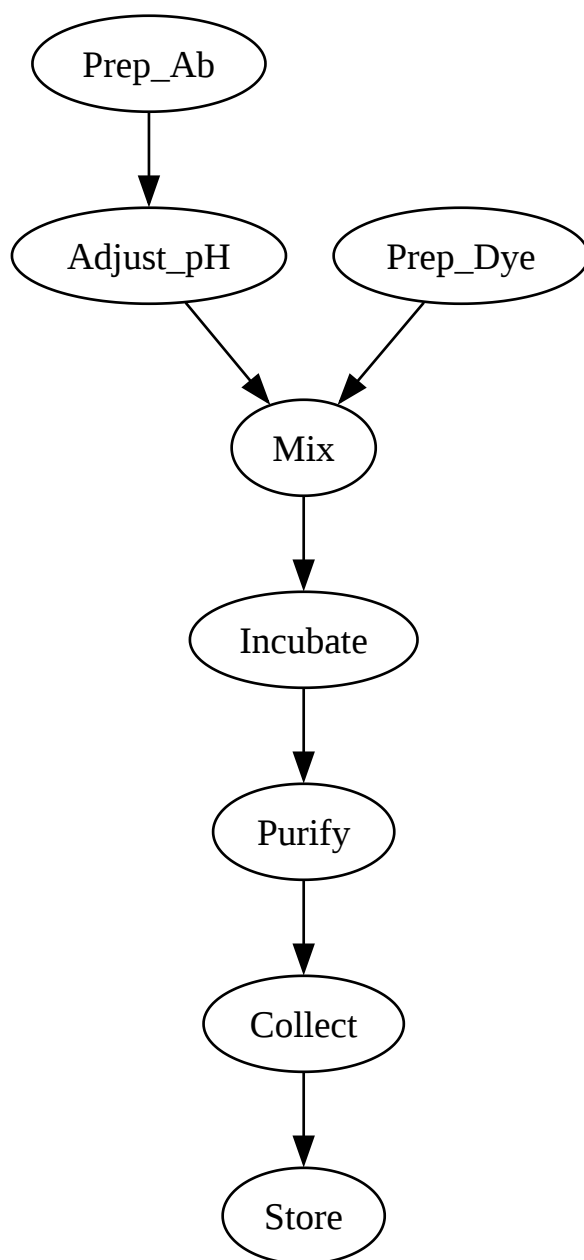 Prep_Ab
Adjust_pH
Prep_Dye
Mix
Incubate
Purify
Collect
Store